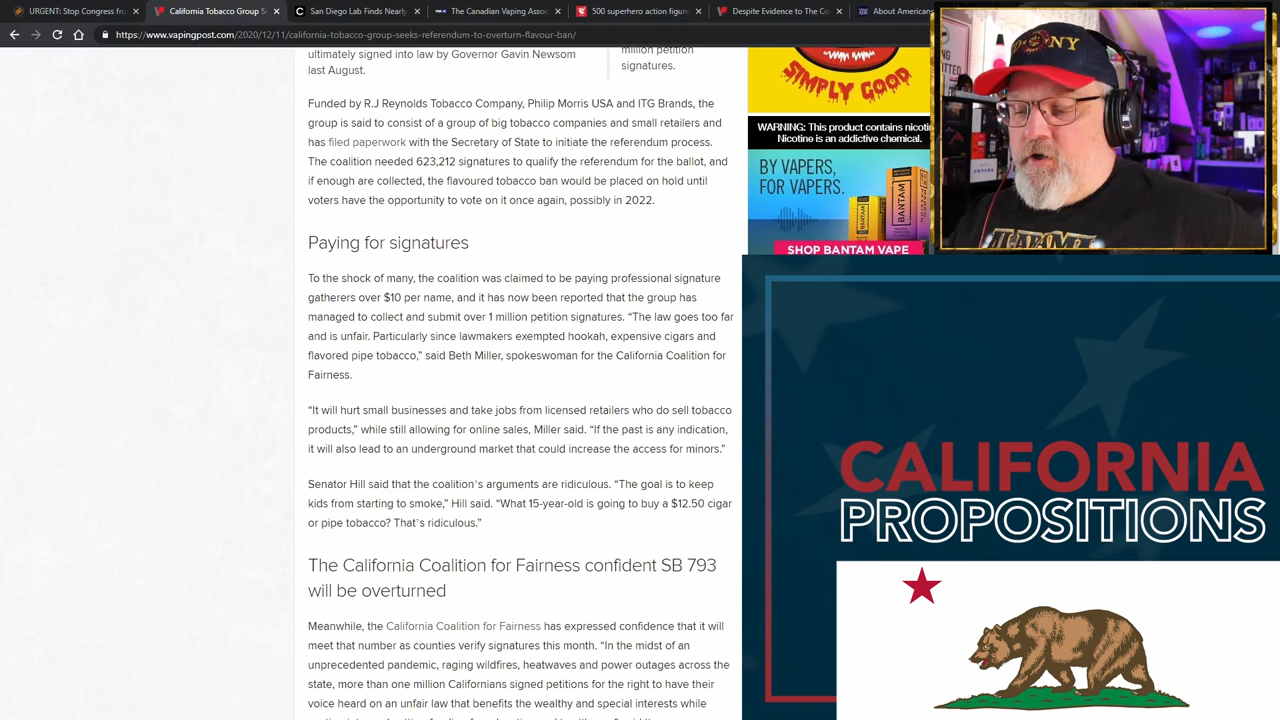 URGENT: Stop Congress fro
California Tobacco Group S
San Diego Lab Finds Nearly
The Canadian Vaping Assoc
500 superhero action figure
Despite Evidence to The Co
About American
https://www.vapingpost.com/2020/12/11/california-tobacco-group-seeks-referendum-to-overturn-flavour-ban/
ultimately signed into law by Governor Gavin Newsom
last August.
million petition
signatures.
Funded by R.J Reynolds Tobacco Company, Philip Morris USA and ITG Brands, the
group is said to consist of a group of big tobacco companies and small retailers and
has filed paperwork with the Secretary of State to initiate the referendum process.
The coalition needed 623,212 signatures to qualify the referendum for the ballot, and
if enough are collected, the flavoured tobacco ban would be placed on hold until
voters have the opportunity to vote on it once again, possibly in 2022.
Paying for signatures
To the shock of many, the coalition was claimed to be paying professional signature
gatherers over $10 per name, and it has now been reported that the group has
managed to collect and submit over 1 million petition signatures. “The law goes too far
and is unfair. Particularly since lawmakers exempted hookah, expensive cigars and
flavored pipe tobacco,” said Beth Miller, spokeswoman for the California Coalition for
Fairness.
“It will hurt small businesses and take jobs from licensed retailers who do sell tobacco
products,” while still allowing for online sales, Miller said. “If the past is any indication,
it will also lead to an underground market that could increase the access for minors.”
Senator Hill said that the coalition’s arguments are ridiculous. “The goal is to keep
kids from starting to smoke,” Hill said. “What 15-year-old is going to buy a $12.50 cigar
or pipe tobacco? That’s ridiculous.”
The California Coalition for Fairness confident SB 793
will be overturned
Meanwhile, the California Coalition for Fairness has expressed confidence that it will
meet that number as counties verify signatures this month. “In the midst of an
unprecedented pandemic, raging wildfires, heatwaves and power outages across the
state, more than one million Californians signed petitions for the right to have their
voice heard on an unfair law that benefits the wealthy and special interests while
SIMPLY GOOD
WARNING: This product contains nicoti
Nicotine is an addictive chemical.
BY VAPERS,
FOR VAPERS.
BANTAM
BANTAM
SHOP BANTAM VAPE
NY
CALIFORNIA
PROPOSITIONS